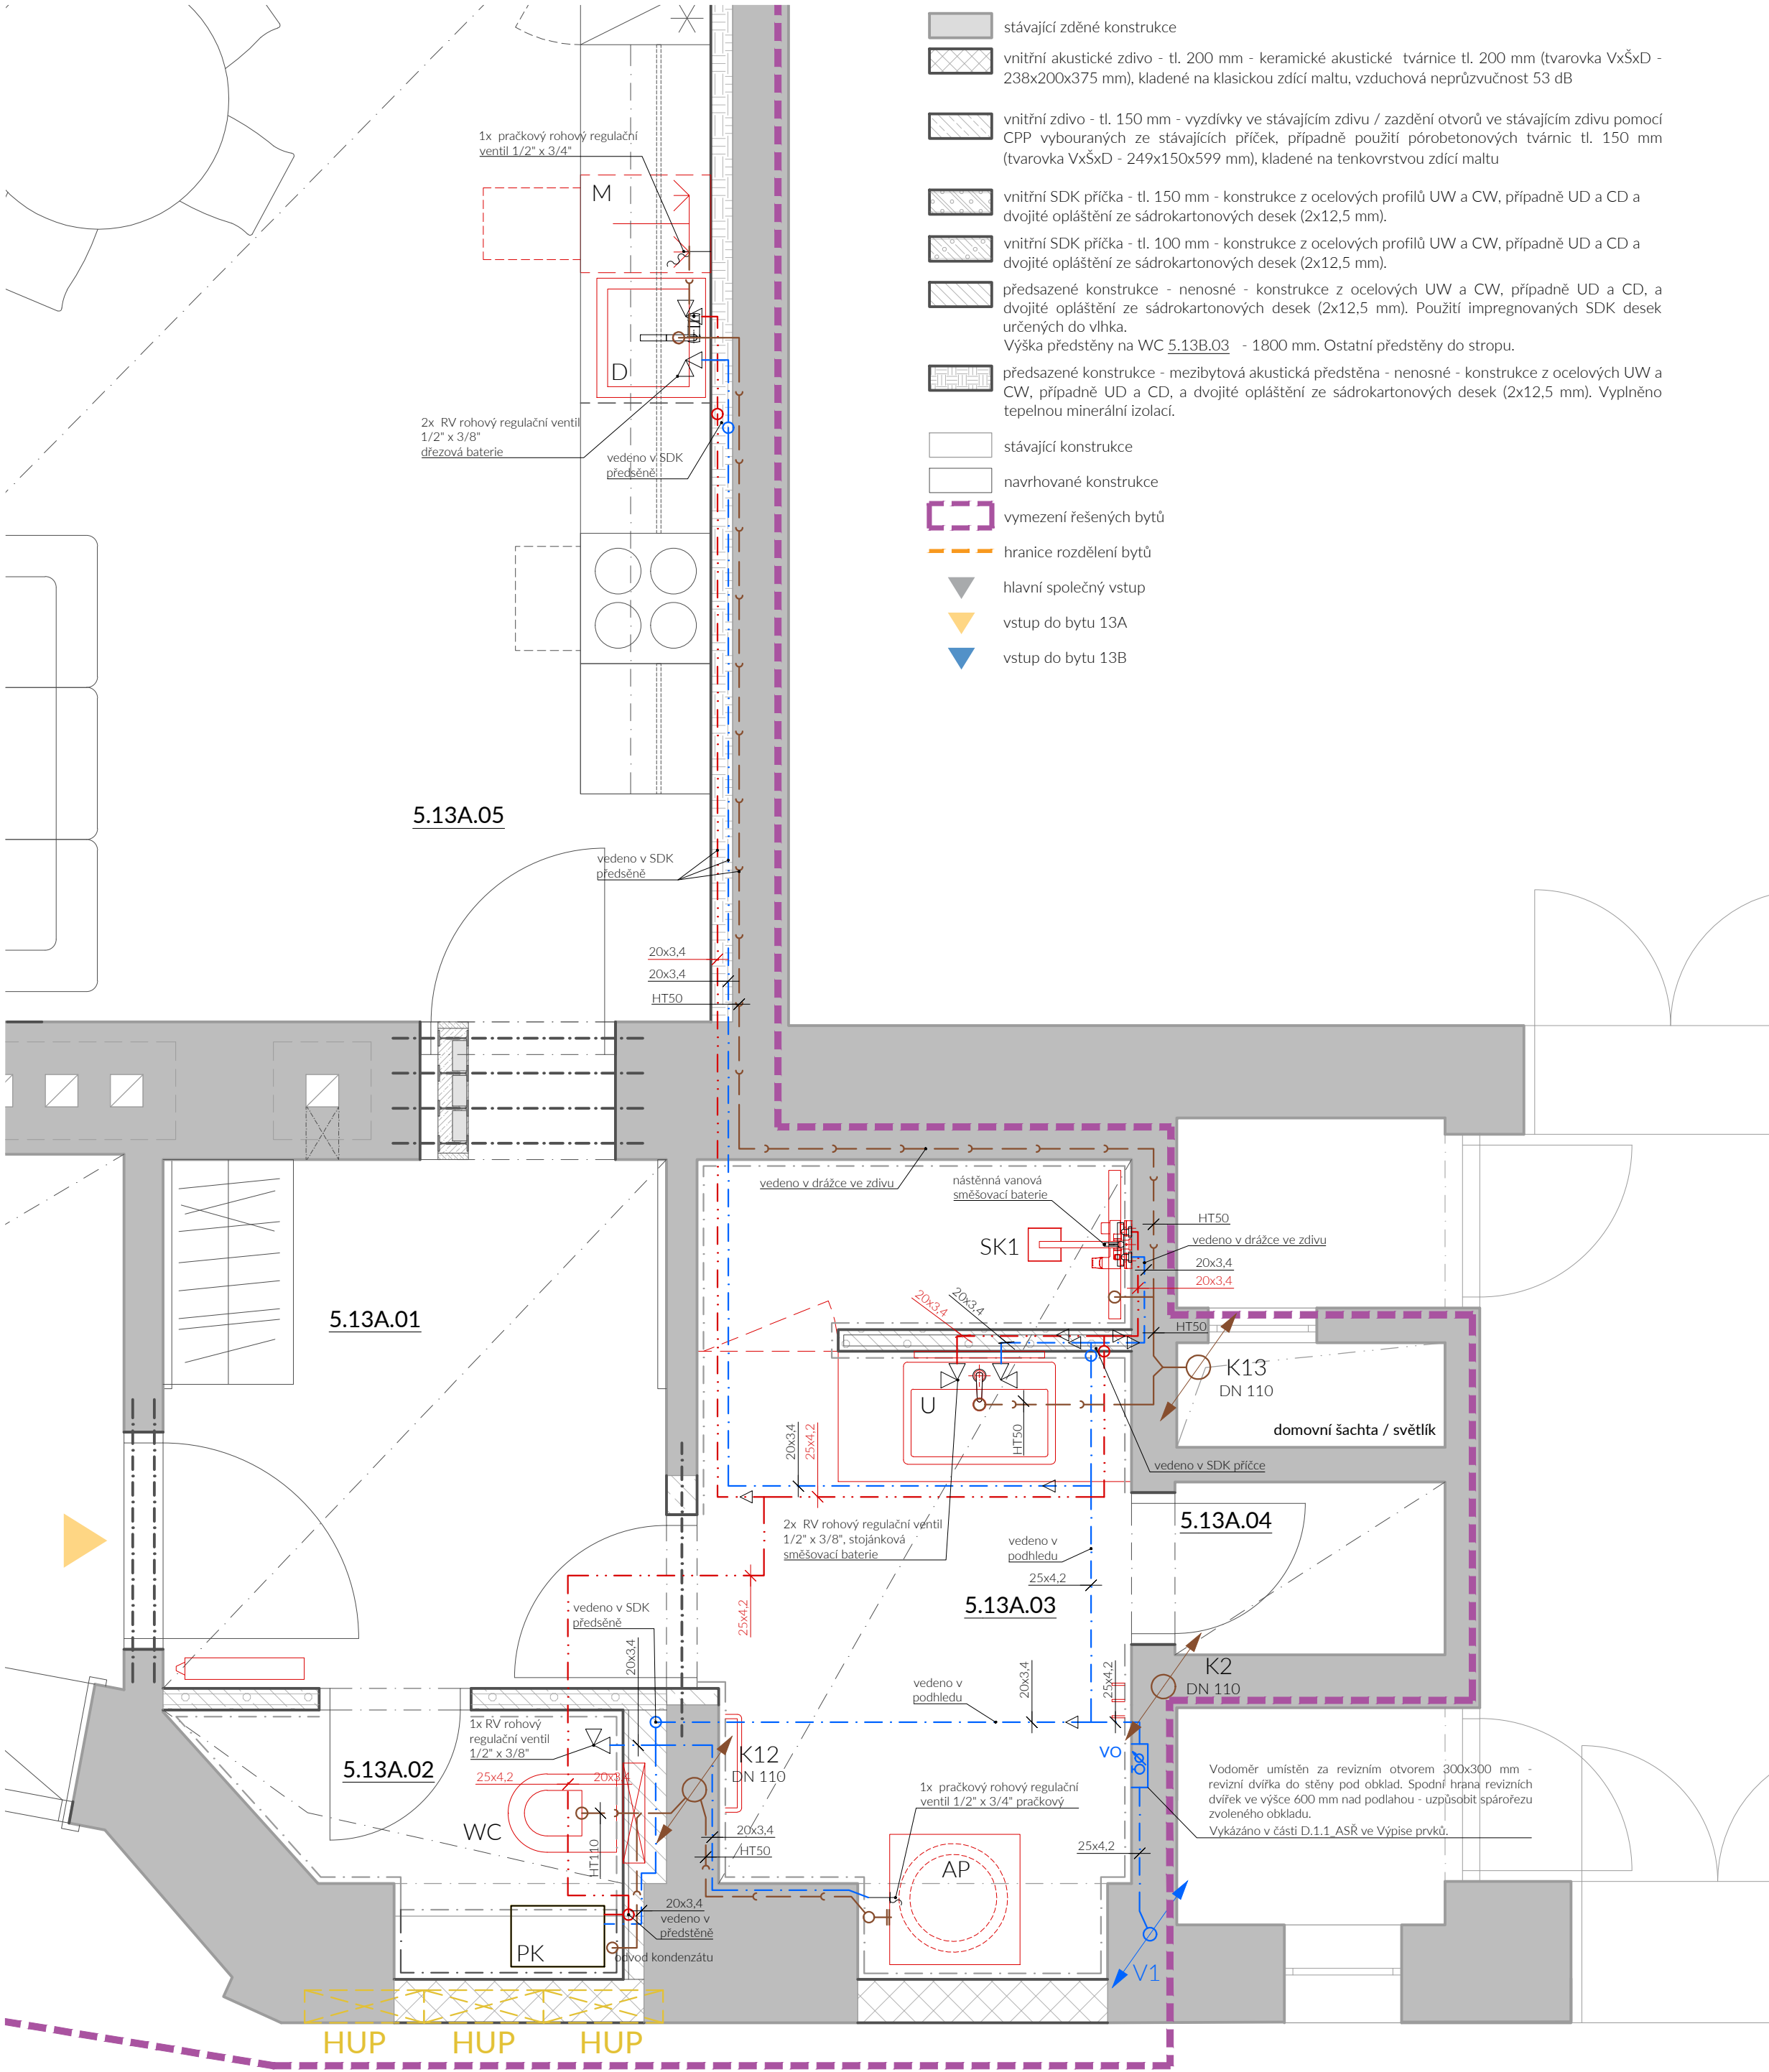 stávající zděné konstrukce
vnitřní akustické zdivo - tl. 200 mm - keramické akustické tvárnice tl. 200 mm (tvarovka VxŠxD -
238x200x375 mm), kladené na klasickou zdící maltu, vzduchová neprůzvučnost 53 dB
vnitřní zdivo - tl. 150 mm - vyzdívky ve stávajícím zdivu / zazdění otvorů ve stávajícím zdivu pomocí
CPP vybouraných ze stávajících příček, případně použití pórobetonových tvárnic tl. 150 mm
(tvarovka VxŠxD - 249x150x599 mm), kladené na tenkovrstvou zdící maltu
vnitřní SDK příčka - tl. 150 mm - konstrukce z ocelových profilů UW a CW, případně UD a CD a
dvojité opláštění ze sádrokartonových desek (2x12,5 mm).
vnitřní SDK příčka - tl. 100 mm - konstrukce z ocelových profilů UW a CW, případně UD a CD a
dvojité opláštění ze sádrokartonových desek (2x12,5 mm).
předsazené konstrukce - nenosné - konstrukce z ocelových UW a CW, případně UD a CD, a
dvojité opláštění ze sádrokartonových desek (2x12,5 mm). Použití impregnovaných SDK desek
určených do vlhka.
Výška předstěny na WC 5.13B.03 - 1800 mm. Ostatní předstěny do stropu.
předsazené konstrukce - mezibytová akustická předstěna - nenosné - konstrukce z ocelových UW a
CW, případně UD a CD, a dvojité opláštění ze sádrokartonových desek (2x12,5 mm). Vyplněno
tepelnou minerální izolací.
stávající konstrukce
navrhované konstrukce
vymezení řešených bytů
hranice rozdělení bytů
hlavní společný vstup
vstup do bytu 13A
vstup do bytu 13B
1x pračkový rohový regulační
ventil 1/2" x 3/4"
M
D
2x RV rohový regulační ventil
1/2" x 3/8"
dřezová baterie
vedeno v SDK
předsěně
5.13A.05
vedeno v SDK
předsěně
20x3,4
20x3,4
HT50
vedeno v drážce ve zdivu
nástěnná vanová
směšovací baterie
SK1
HT50
vedeno v drážce ve zdivu
20x3,4
20x3,4
5.13A.01
20x3,4
20x3,4
HT50
K13
DN 110
U
HT50
domovní šachta / světlík
20x3,4
25x4,2
vedeno v SDK příčce
2x RV rohový regulační ventil
1/2" x 3/8", stojánková
směšovací baterie
5.13A.04
vedeno v
podhledu
25x4,2
25x4,2
5.13A.03
vedeno v SDK
předsěně
20x3,4
vedeno v
podhledu
20x3,4
25x4,2
K2
DN 110
1x RV rohový
regulační ventil
1/2" x 3/8"
5.13A.02
25x4,2
20x3,4
K12
DN 110
VO
1x pračkový rohový regulační
ventil 1/2" x 3/4" pračkový
Vodoměr umístěn za revizním otvorem 300x300 mm -
revizní dvířka do stěny pod obklad. Spodní hrana revizních
dvířek ve výšce 600 mm nad podlahou - uzpůsobit spárořezu
zvoleného obkladu.
Vykázáno v části D.1.1_ASŘ ve Výpise prvků.
WC
HT110
20x3,4
HT50
25x4,2
AP
20x3,4
vedeno v
předstěně
PK
odvod kondenzátu
V1
HUP
HUP
HUP